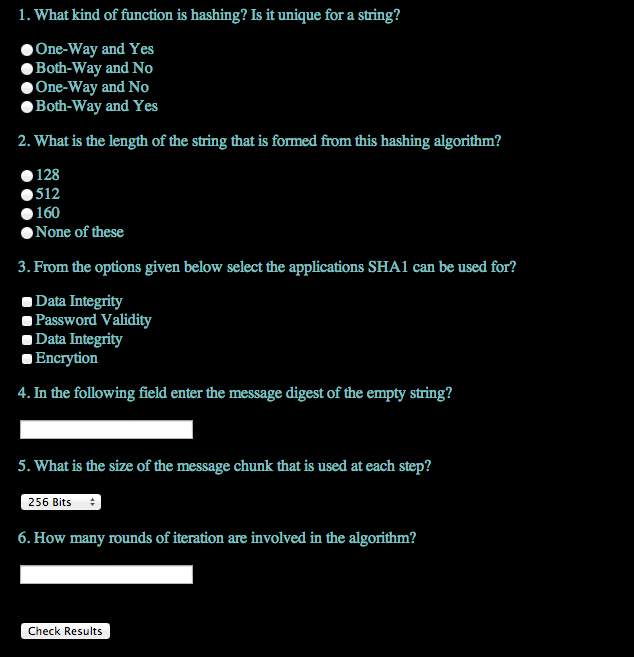 1. What kind of function is hashing? Is it unique for a string?
One-Way and Yes
Both-Way and No
One-Way and No
Both-Way and Yes
2. What is the length of the string that is formed from this hashing algorithm?
128
512
160
None of these
3. From the options given below select the applications SHA1 can be used for?
Data Integrity
Password Validity
Data Integrity
Encrytion
4. In the following field enter the message digest of the empty string?
5. What is the size of the message chunk that is used at each step?
256 Bits
6. How many rounds of iteration are involved in the algorithm?
Check Results